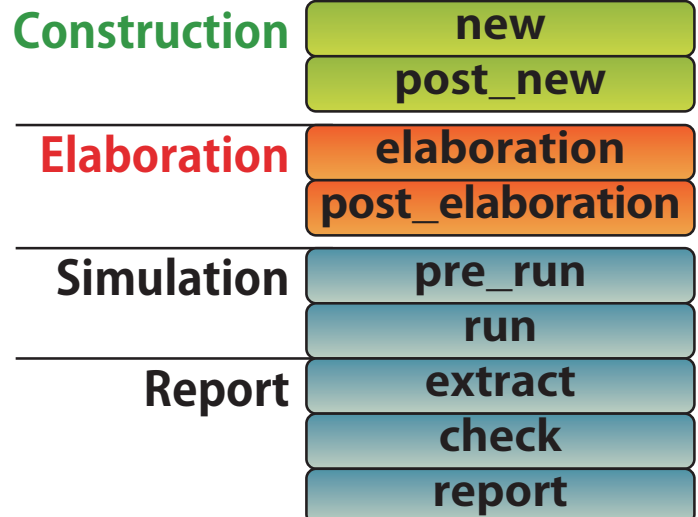 Construction new
post_new
Elaboration elaboration
post_elaboration
Simulation pre_run
run
Report extract
check
report